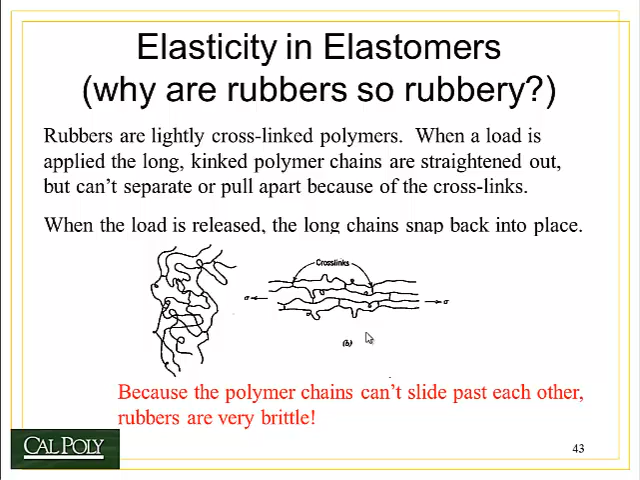 Elasticity in Elastomers
(why are rubbers so rubbery?)
Rubbers are lightly cross-linked polymers. When a load is
applied the long, kinked polymer chains are straightened out,
but can't separate or pull apart because of the cross-links.
When the load is released, the long chains snap back into place.
Crosslinks
σ
σ
(b)
Because the polymer chains can't slide past each other,
rubbers are very brittle!
CAL POLY
43